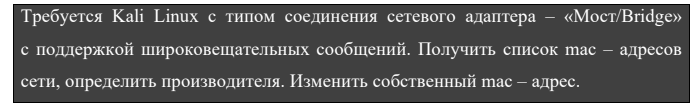 Требуется Kali Linux с типом соединения сетевого адаптера – «Мост/Bridge»
с поддержкой широковещательных сообщений. Получить список mac – адресов
сети, определить производителя. Изменить собственный mac – адрес.